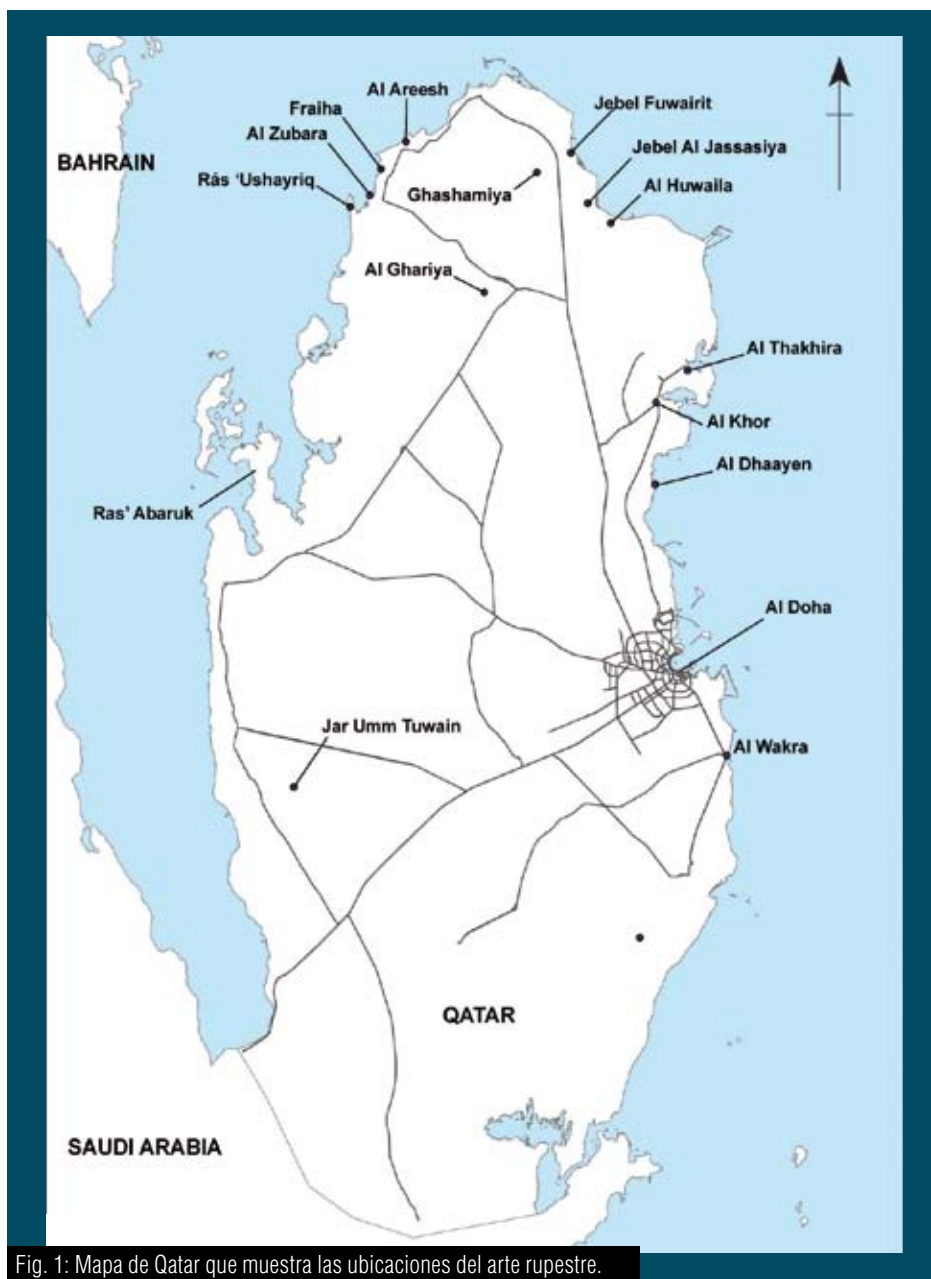 Al Areesh
Fraiha
Jebel Fuwairit
Al Zubara
Jebel Al Jassasiya
BAHRAIN
Rás ‘Ushayriq
Ghashamiya
Al Huwaila
Al Ghariya
Al Thakhira
Al Khor
Al Dhaayen
Ras’ Abaruk
Al Doha
Jar Umm Tuwain
Al Wakra
QATAR
SAUDI ARABIA
Fig. 1: Mapa de Qatar que muestra las ubicaciones del arte rupestre.